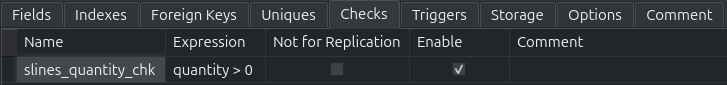 Fields Indexes Foreign Keys Uniques Checks Triggers Storage Options Comment
Name Expression Not for Replication Enable Comment
slines_quantity_chk quantity > 0